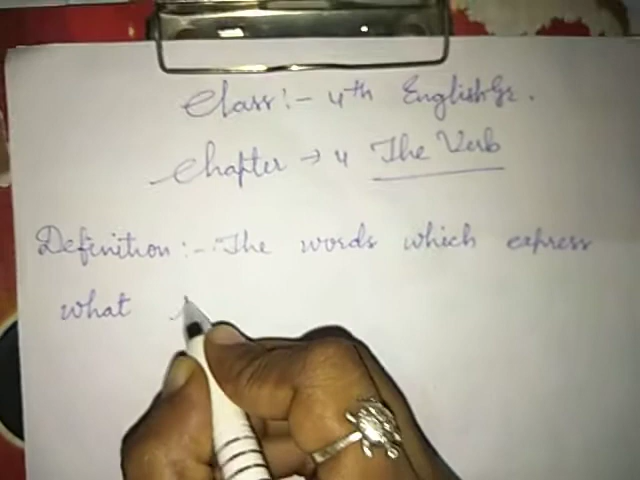 Class:- 4th English Gr.
Chapter → 4 The Verb
Definition:- The words which express
what